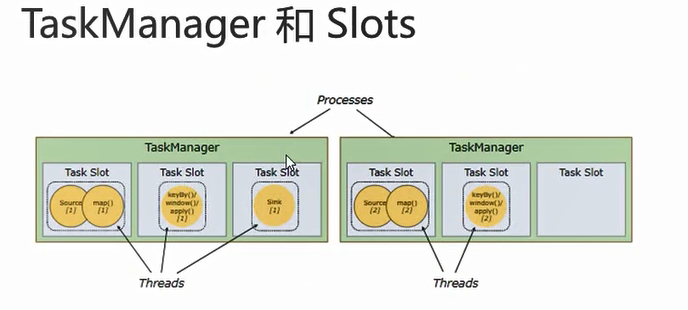 TaskManager 和 Slots
Processes
TaskManager
Task Slot
Task Slot
Task Slot
Source
[1]
map()
[1]
keyBy()/
window()/
apply()
[1]
Sink
[1]
TaskManager
Task Slot
Task Slot
Task Slot
Source
[2]
map()
[2]
keyBy()/
window()/
apply()
[2]
Threads
Threads